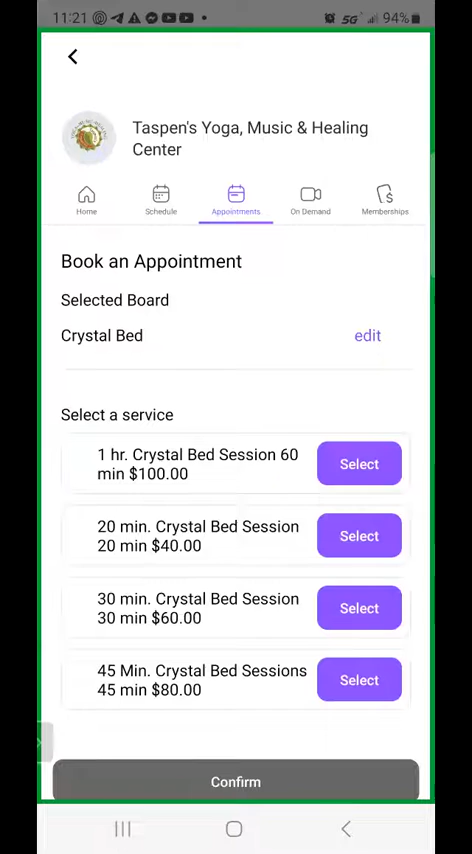 11:21
5G
94%
Taspen's Yoga, Music & Healing
Center
Home
Schedule
Appointments
On Demand
Memberships
Book an Appointment
Selected Board
Crystal Bed
edit
Select a service
1 hr. Crystal Bed Session 60
min $100.00
Select
20 min. Crystal Bed Session
20 min $40.00
Select
30 min. Crystal Bed Session
30 min $60.00
Select
45 Min. Crystal Bed Sessions
45 min $80.00
Select
Confirm